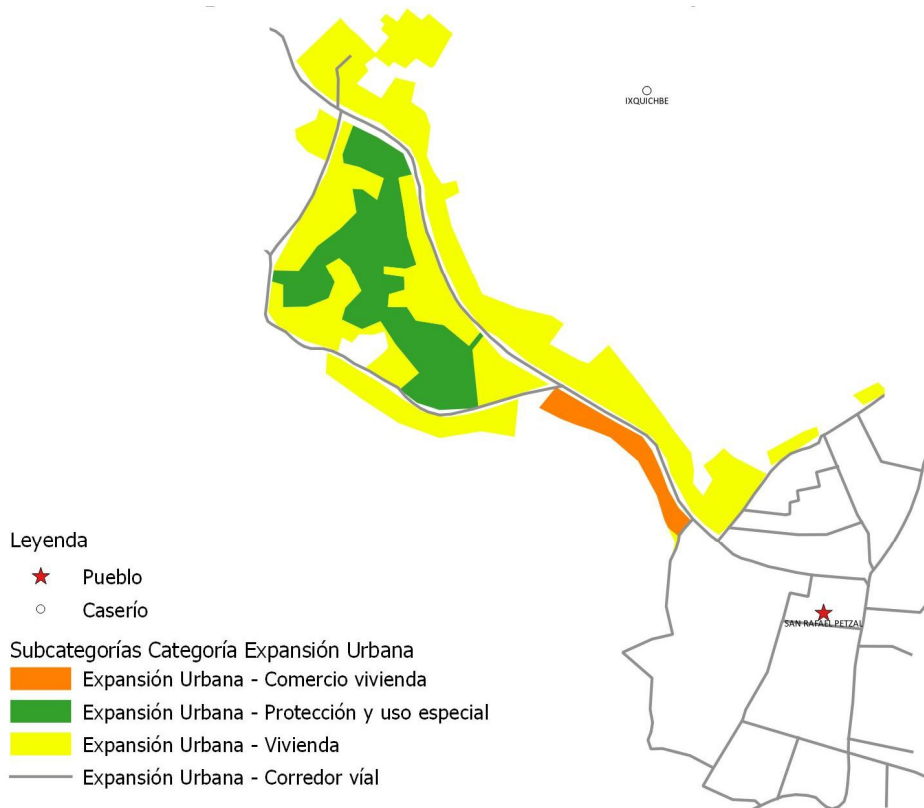 IXQUICHBE
Leyenda
Pueblo
Caserío
SAN RAFAEL PETZAL
Subcategorías Categoría Expansión Urbana
Expansión Urbana - Comercio vivienda
Expansión Urbana - Protección y uso especial
Expansión Urbana - Vivienda
Expansión Urbana - Corredor víal